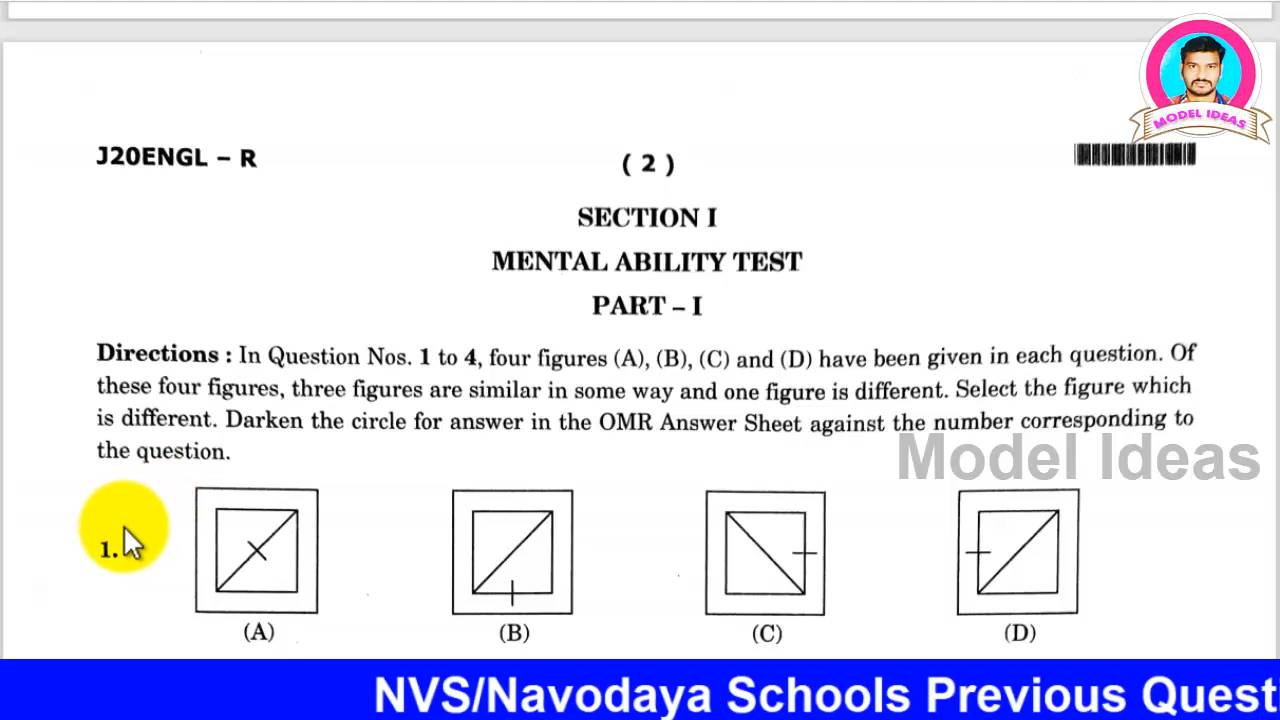 MODEL IDEAS
J20ENGL – R
( 2 )
SECTION I
MENTAL ABILITY TEST
PART – I
Directions : In Question Nos. 1 to 4, four figures (A), (B), (C) and (D) have been given in each question. Of
these four figures, three figures are similar in some way and one figure is different. Select the figure which
is different. Darken the circle for answer in the OMR Answer Sheet against the number corresponding to
the question.
Model Ideas
1.
(A) (B) (C) (D)
NVS/Navodaya Schools Previous Quest